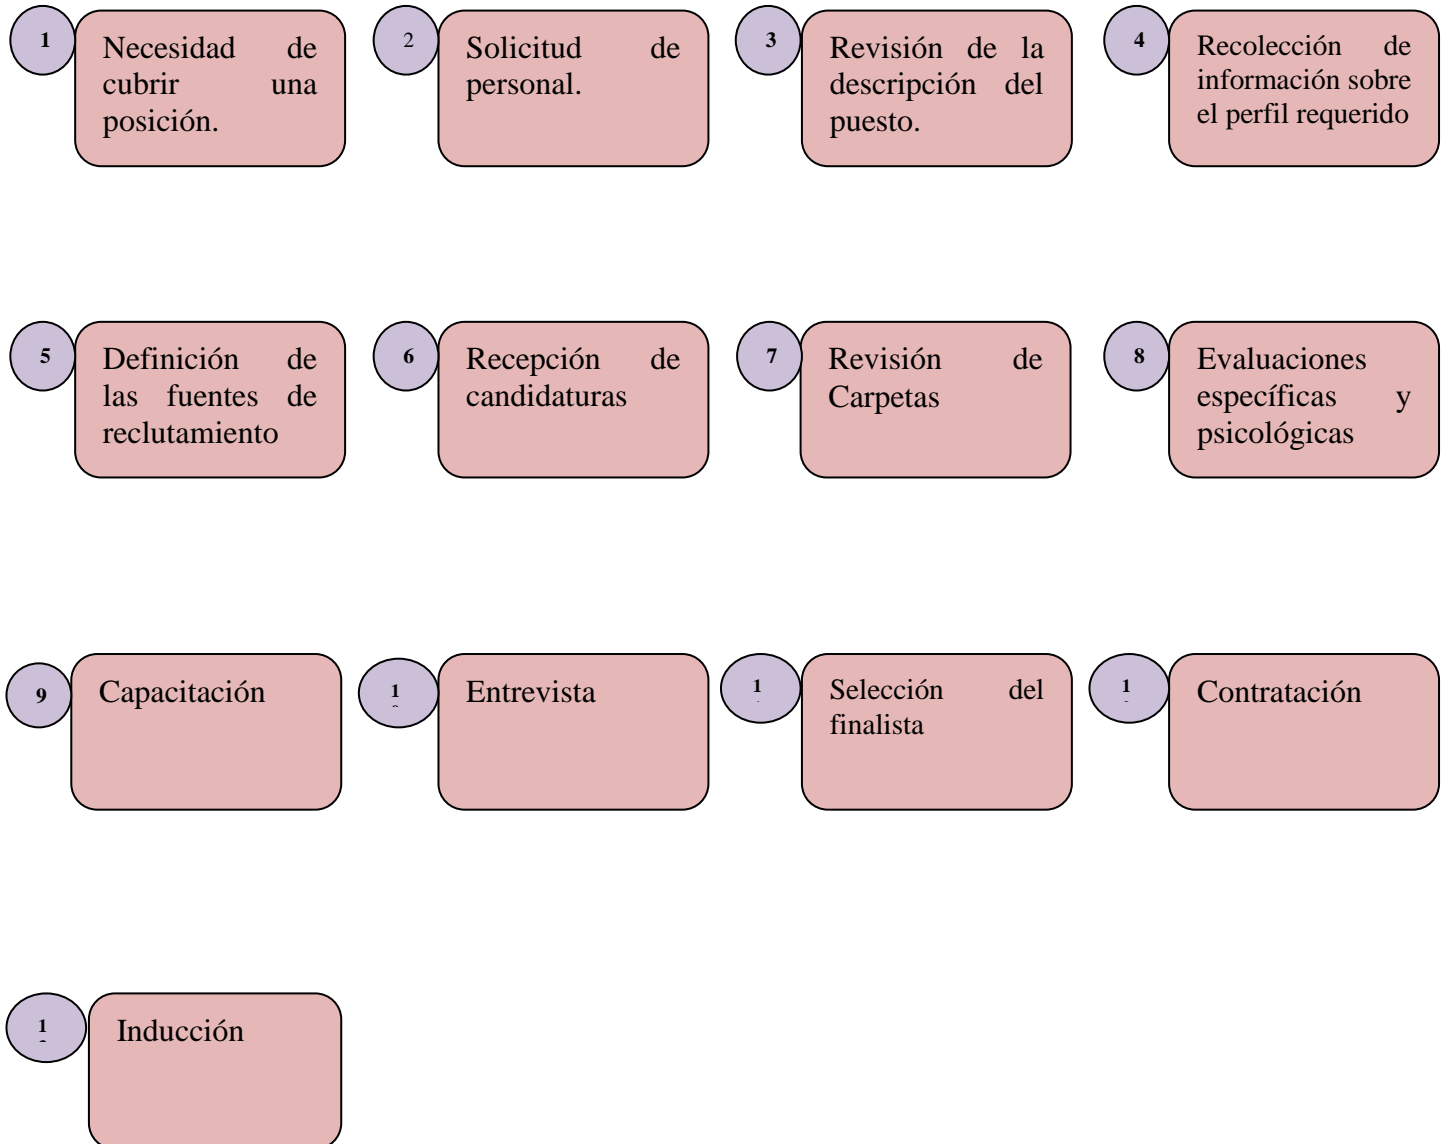 1
Necesidad de
cubrir una
posición.
2
Solicitud de
personal.
3
Revisión de la
descripción del
puesto.
4
Recolección de
información sobre
el perfil requerido
5
Definición de
las fuentes de
reclutamiento
6
Recepción de
candidaturas
7
Revisión de
Carpetas
8
Evaluaciones
específicas y
psicológicas
9
Capacitación
1
Entrevista
1
Selección del
finalista
1
Contratación
1
Inducción